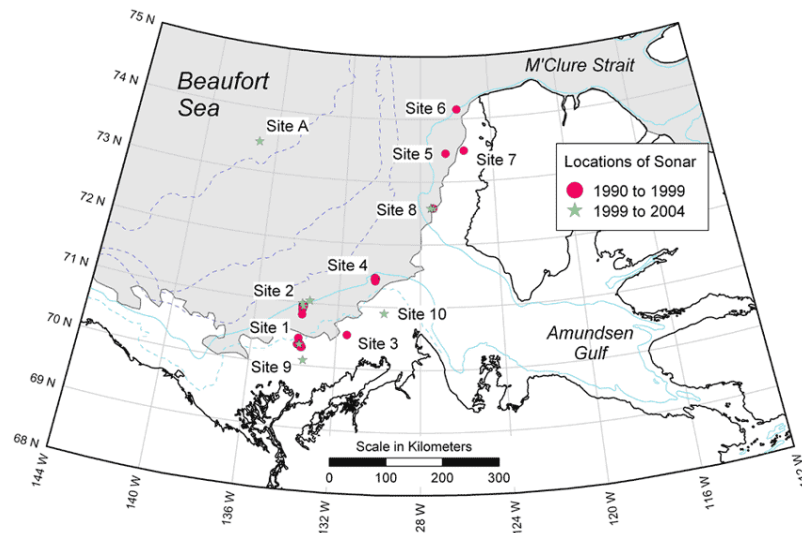 75 N
74 N
73 N
72 N
71 N
70 N
69 N
68 N
Beaufort
Sea
M'Clure Strait
Site 6
Site A
Site 5
Site 7
Locations of Sonar
1990 to 1999
1999 to 2004
Site 8
Site 4
Site 2
Site 10
Site 1
Site 3
Site 9
Amundsen
Gulf
Scale in Kilometers
0 100 200 300
144 W
140 W
136 W
132 W
128 W
124 W
120 W
116 W